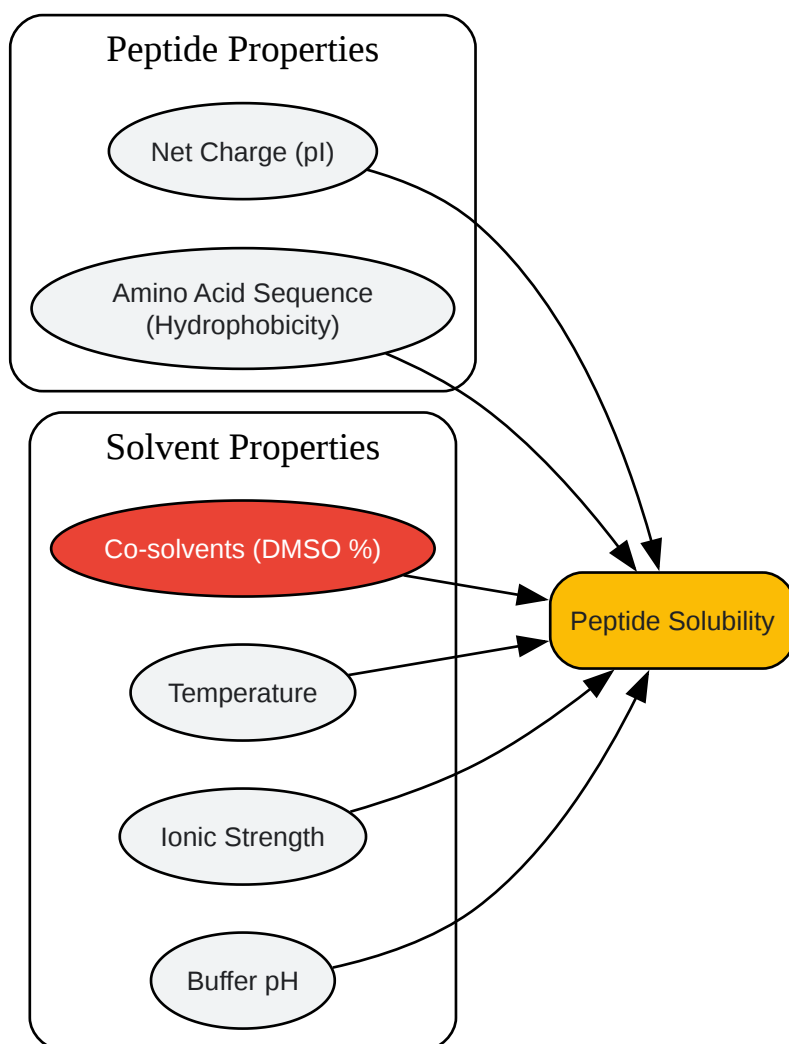 Peptide Properties
Net Charge (pI)
Amino Acid Sequence
(Hydrophobicity)
Solvent Properties
Co-solvents (DMSO %)
Peptide Solubility
Temperature
Ionic Strength
Buffer pH